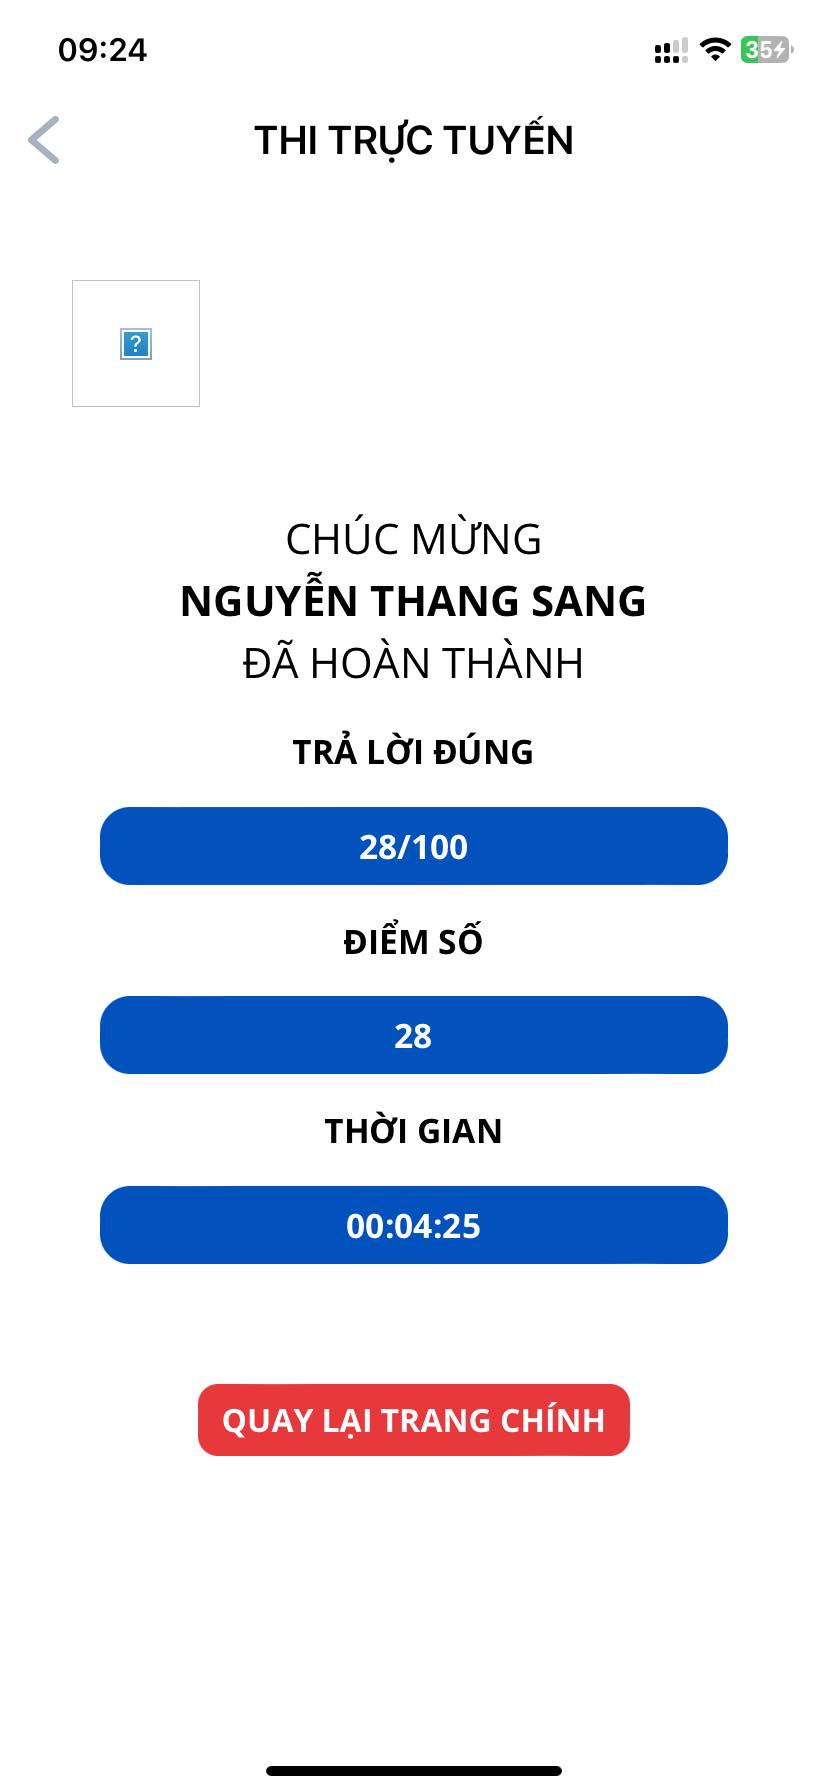 09:24
35
THI TRỰC TUYẾN
?
CHÚC MỪNG
NGUYỄN THANG SANG
ĐÃ HOÀN THÀNH
TRẢ LỜI ĐÚNG
28/100
ĐIỂM SỐ
28
THỜI GIAN
00:04:25
QUAY LẠI TRANG CHÍNH